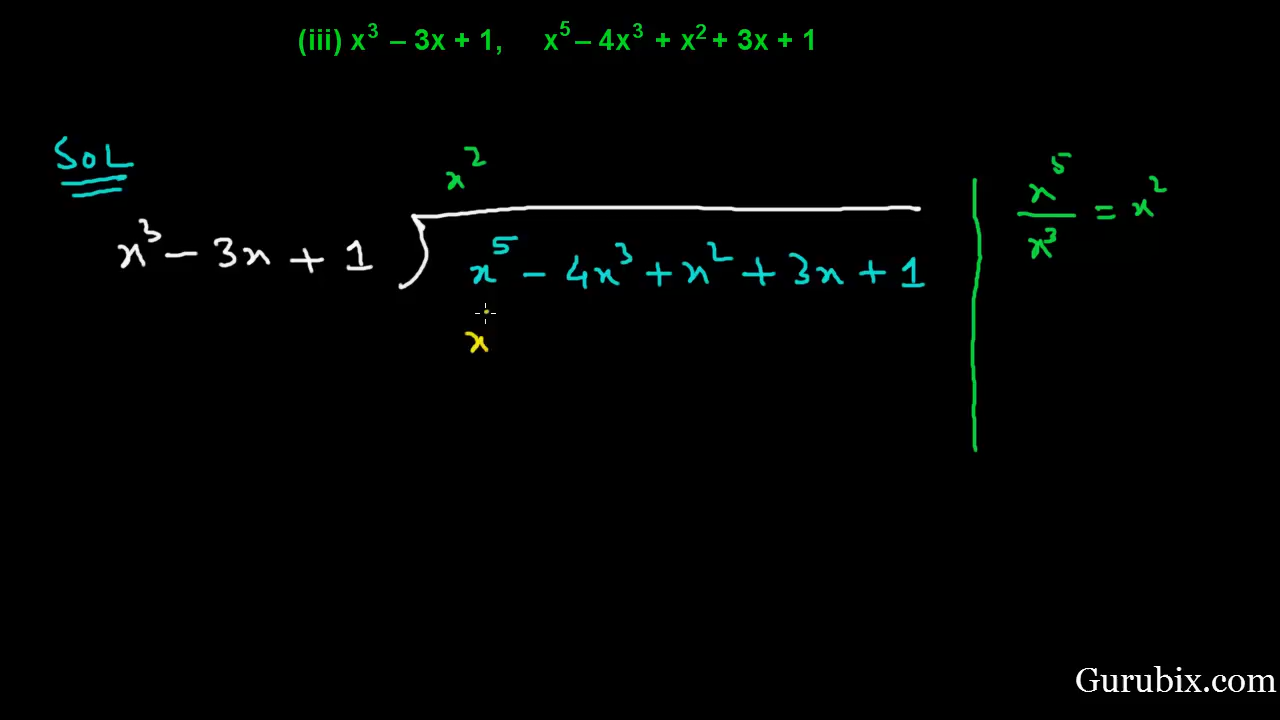 (iii) x³ – 3x + 1, x⁵ – 4x³ + x² + 3x + 1
SOL
x²
x³ - 3x + 1 ) x⁵ - 4x³ + x² + 3x + 1
x
x⁵/x³ = x²
Gurubix.com